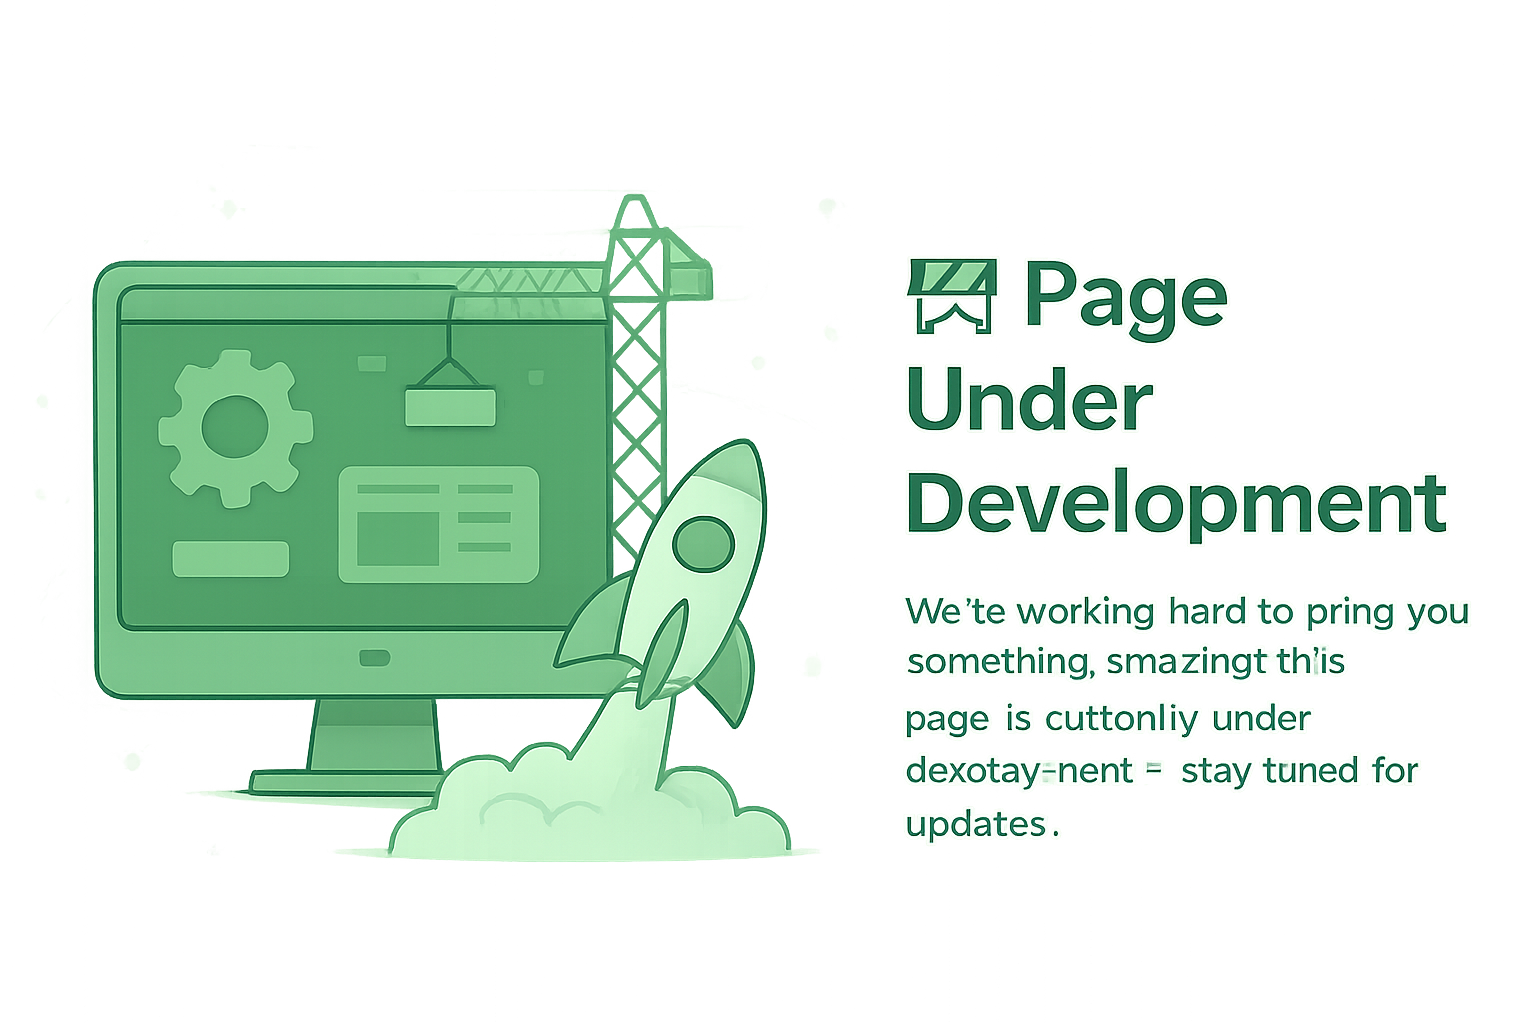 Page
Under
Development
We'te working hard to pring you
something, smazingt th'is
page is cuttonliy under
dexotay=nent = stay tuned for
updates.